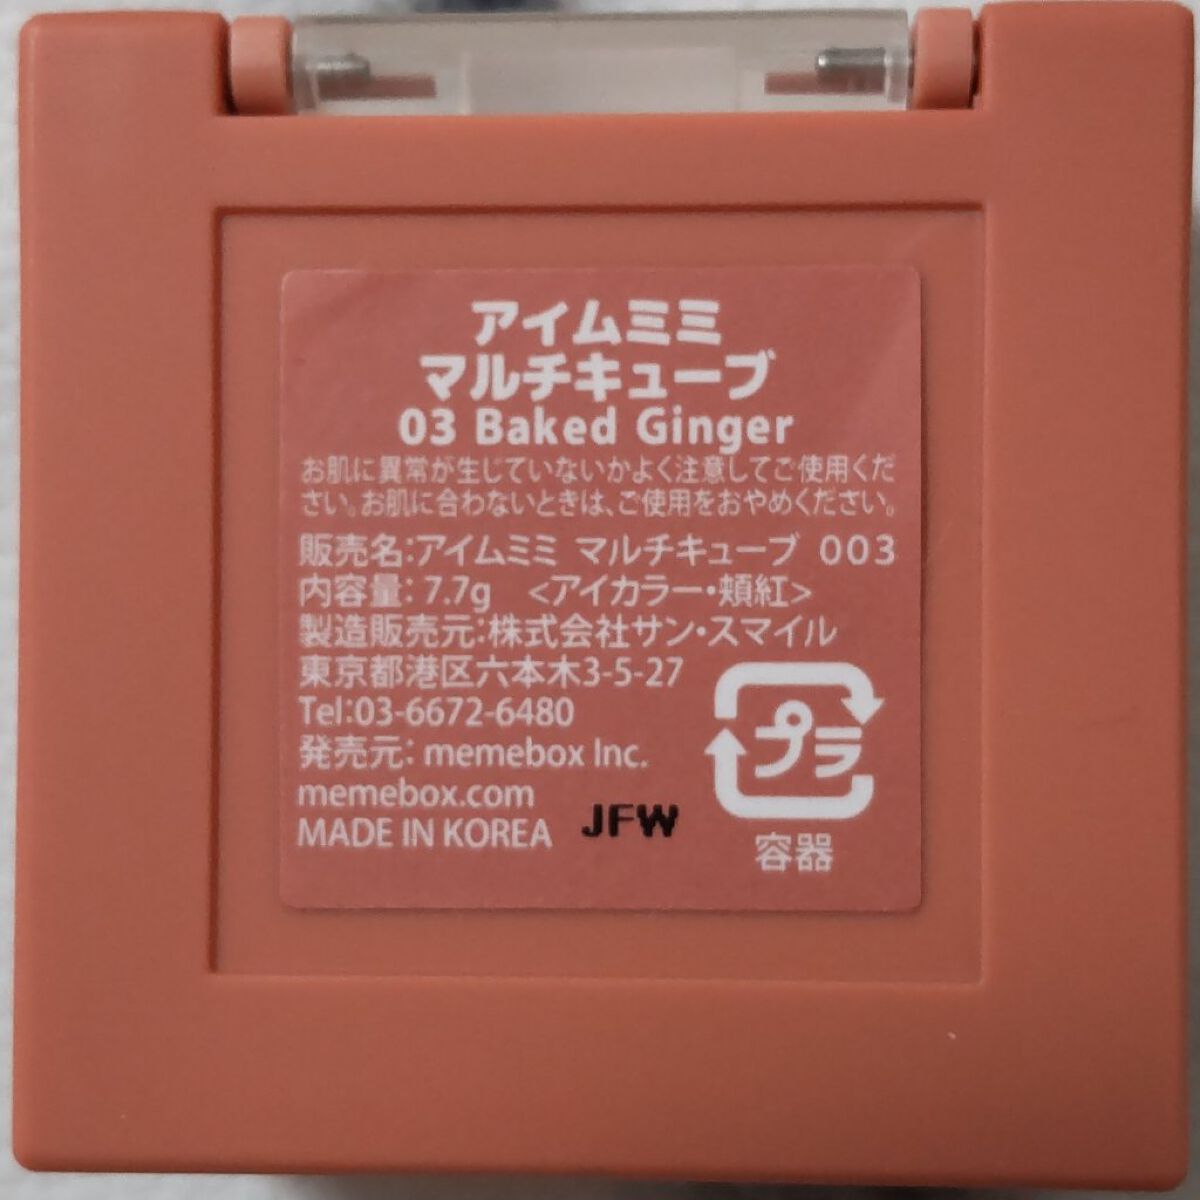 アイムミミ
マルチキューブ
03 Baked Ginger
お肌に異常が生じていないかよく注意してご使用くだ
さい。お肌に合わないときは、ご使用をおやめください。
販売名：アイムミミ マルチキューブ 003
内容量：7.7g <アイカラー・頬紅>
製造販売元：株式会社サン・スマイル
東京都港区六本木3-5-27
Tel:03-6672-6480
発売元：memebox Inc.
memebox.com
MADE IN KOREA
JFW
プラ
容器